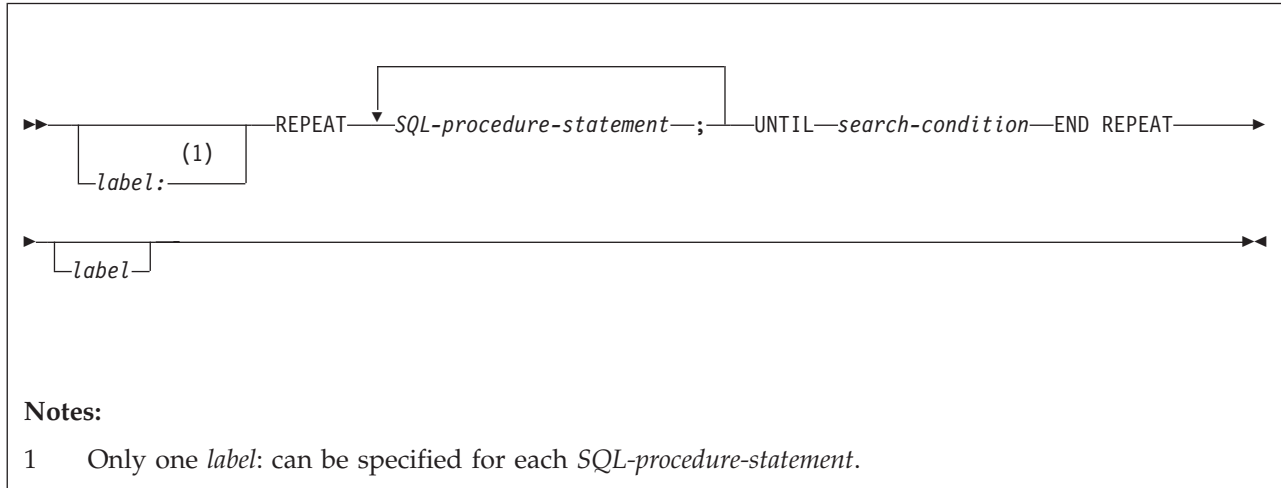 REPEAT SQL-procedure-statement ; UNTIL search-condition END REPEAT
(1)
label:
label
Notes:
1 Only one label: can be specified for each SQL-procedure-statement.